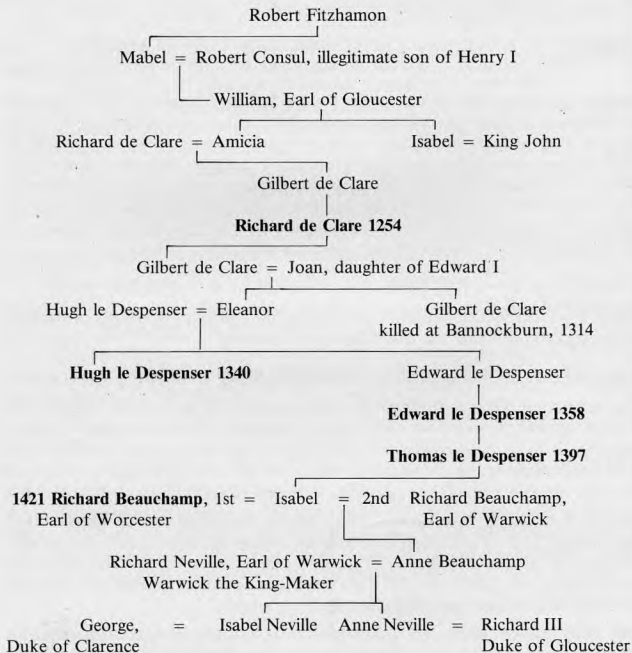 Robert Fitzhamon
Mabel = Robert Consul, illegitimate son of Henry I
William, Earl of Gloucester
Richard de Clare = Amicia Isabel = King John
Gilbert de Clare
Richard de Clare 1254
Gilbert de Clare = Joan, daughter of Edward I
Hugh le Despenser = Eleanor Gilbert de Clare
killed at Bannockburn, 1314
Hugh le Despenser 1340 Edward le Despenser
Edward le Despenser 1358
Thomas le Despenser 1397
1421 Richard Beauchamp, 1st = Isabel = 2nd Richard Beauchamp,
Earl of Worcester Earl of Warwick
Richard Neville, Earl of Warwick = Anne Beauchamp
Warwick the King-Maker
George, = Isabel Neville Anne Neville = Richard III
Duke of Clarence Duke of Gloucester